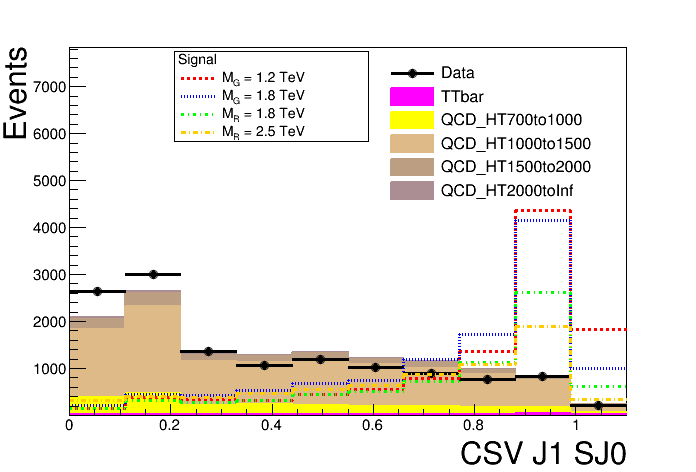 Events
7000
6000
5000
4000
3000
2000
1000
Signal
M_G = 1.2 TeV
M_G = 1.8 TeV
M_R = 1.8 TeV
M_R = 2.5 TeV
Data
TTbar
QCD_HT700to1000
QCD_HT1000to1500
QCD_HT1500to2000
QCD_HT2000toInf
0 0.2 0.4 0.6 0.8 1
CSV J1 SJ0